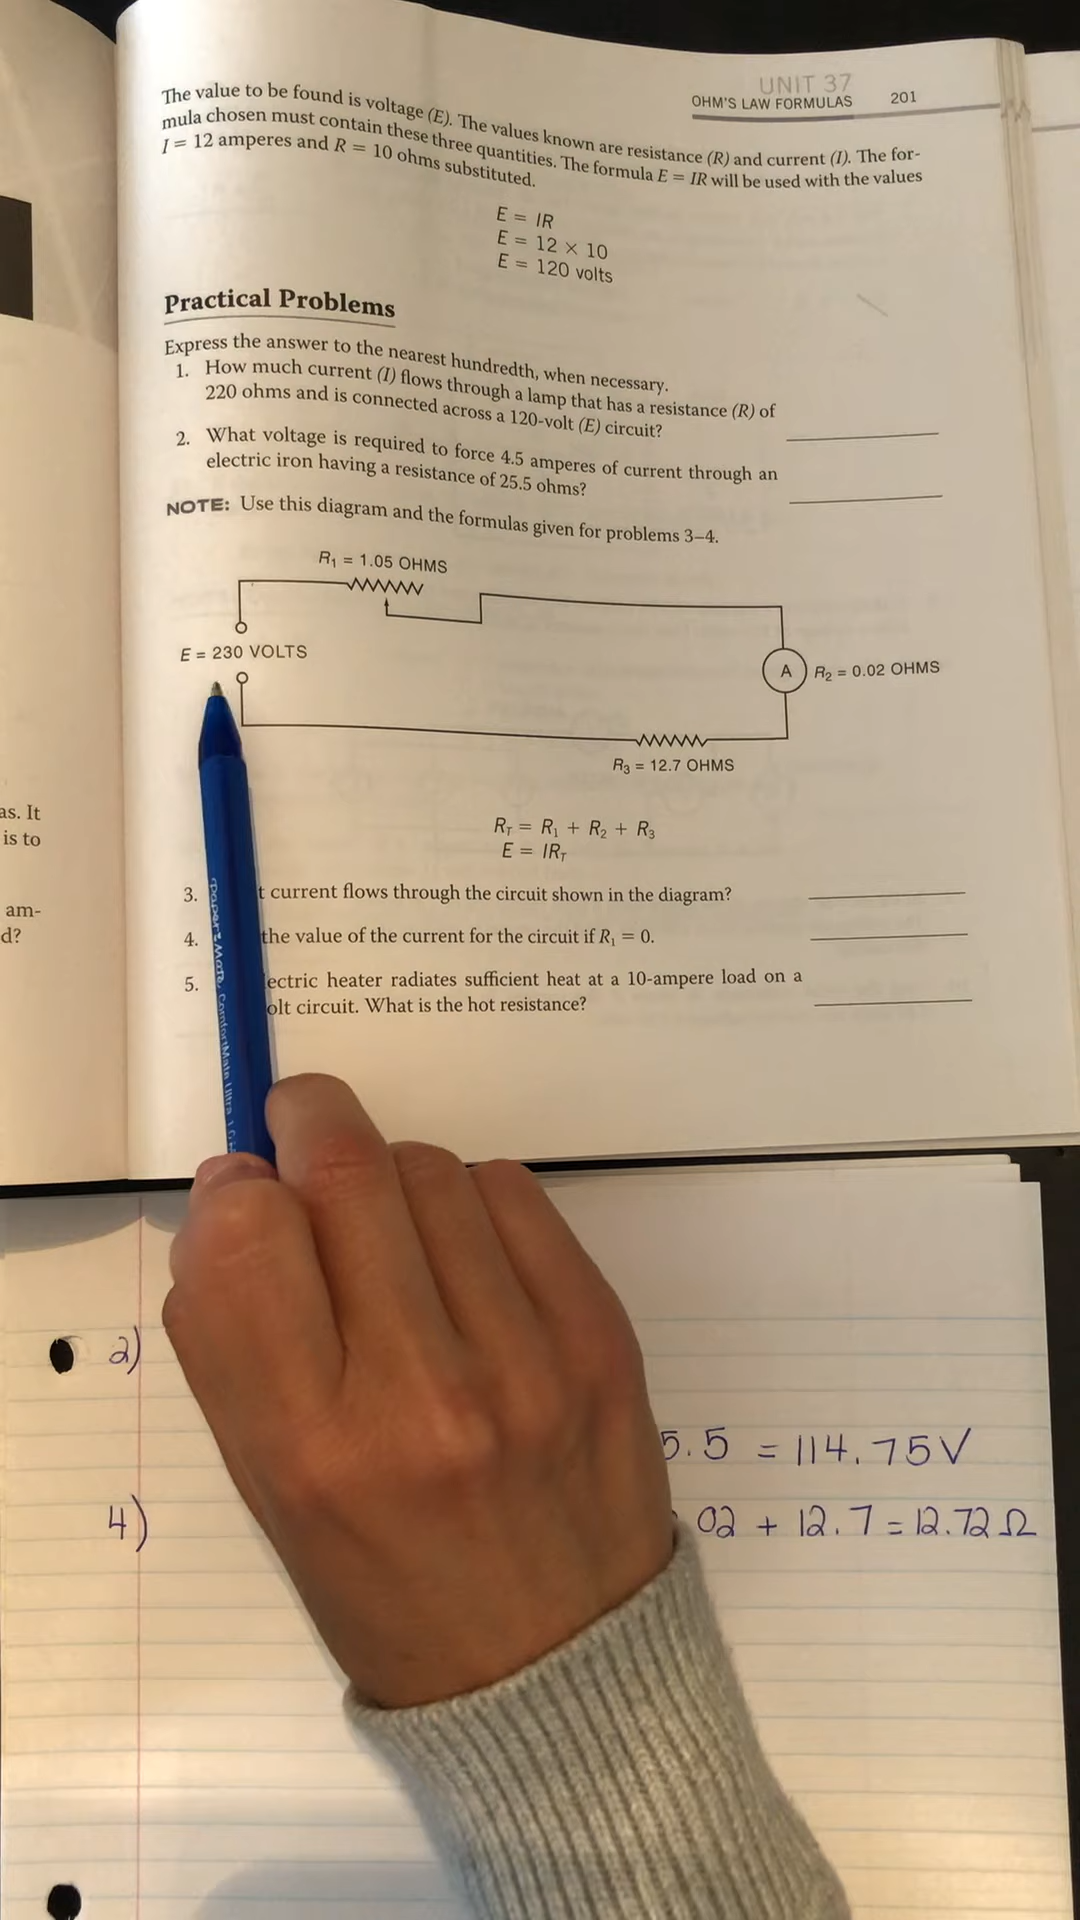 UNIT 37
OHM'S LAW FORMULAS 201
The value to be found is voltage (E). The values known are resistance (R) and current (I). The for-
mula chosen must contain these three quantities. The formula E = IR will be used with the values
I = 12 amperes and R = 10 ohms substituted.
E = IR
E = 12 × 10
E = 120 volts
Practical Problems
Express the answer to the nearest hundredth, when necessary.
1. How much current (I) flows through a lamp that has a resistance (R) of
220 ohms and is connected across a 120-volt (E) circuit?
2. What voltage is required to force 4.5 amperes of current through an
electric iron having a resistance of 25.5 ohms?
NOTE: Use this diagram and the formulas given for problems 3–4.
R₁ = 1.05 OHMS
E = 230 VOLTS
A R₂ = 0.02 OHMS
R₃ = 12.7 OHMS
R_T = R₁ + R₂ + R₃
E = IR_T
3. t current flows through the circuit shown in the diagram?
4. the value of the current for the circuit if R₁ = 0.
5. ectric heater radiates sufficient heat at a 10-ampere load on a
olt circuit. What is the hot resistance?
as. It
is to
am-
d?
PaperMate ComfortMate Ultra 1.0
2)
5.5 = 114.75V
4) 02 + 12.7 = 12.72 Ω